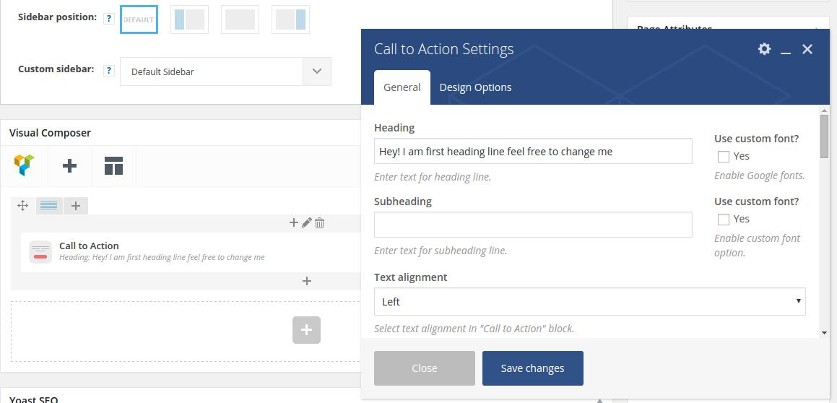 Sidebar position: ?
DEFAULT
Custom sidebar: ?
Default Sidebar
Visual Composer
Call to Action
Heading: Hey! I am first heading line feel free to change me
Yoast SEO
Page Attributes
Call to Action Settings
General
Design Options
Heading
Hey! I am first heading line feel free to change me
Enter text for heading line.
Use custom font?
Yes
Enable Google fonts.
Subheading
Enter text for subheading line.
Use custom font?
Yes
Enable custom font
option.
Text alignment
Left
Select text alignment in "Call to Action" block.
Close
Save changes